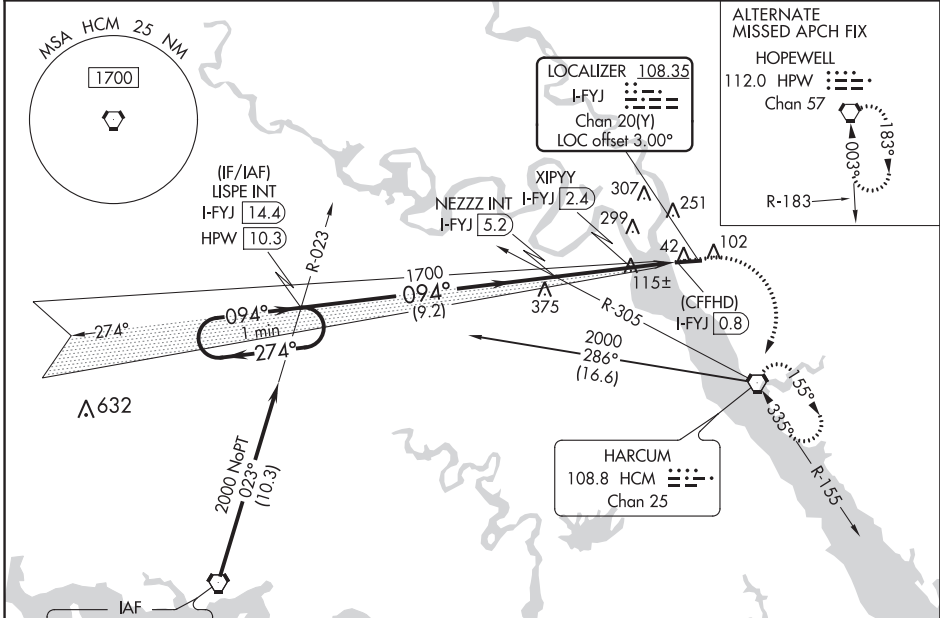 MSA HCM 25 NM
1700
ALTERNATE
MISSED APCH FIX
HOPEWELL
112.0 HPW
Chan 57
183°
003°
R-183
LOCALIZER 108.35
I-FYJ
Chan 20(Y)
LOC offset 3.00°
(IF/IAF)
LISPE INT
I-FYJ 14.4
HPW 10.3
R-023
NEZZZ INT
I-FYJ 5.2
XIPYY
I-FYJ 2.4
307
299
251
42
102
115±
375
1700
094°
(9.2)
094°
1 min
274°
274°
R-305
(CFFHD)
I-FYJ 0.8
2000
286°
(16.6)
632
155°
335°
R-155
HARCUM
108.8 HCM
Chan 25
2000 NoPT
023°
(10.3)
IAF